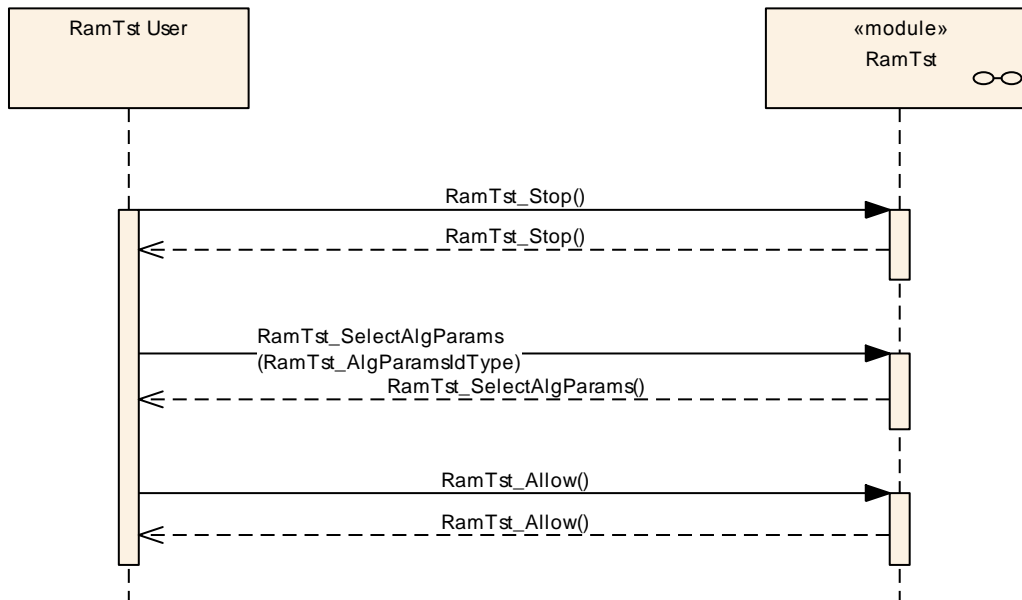 RamTst User
«module»
RamTst
RamTst_Stop()
RamTst_Stop()
RamTst_SelectAlgParams
(RamTst_AlgParamsIdType)
RamTst_SelectAlgParams()
RamTst_Allow()
RamTst_Allow()